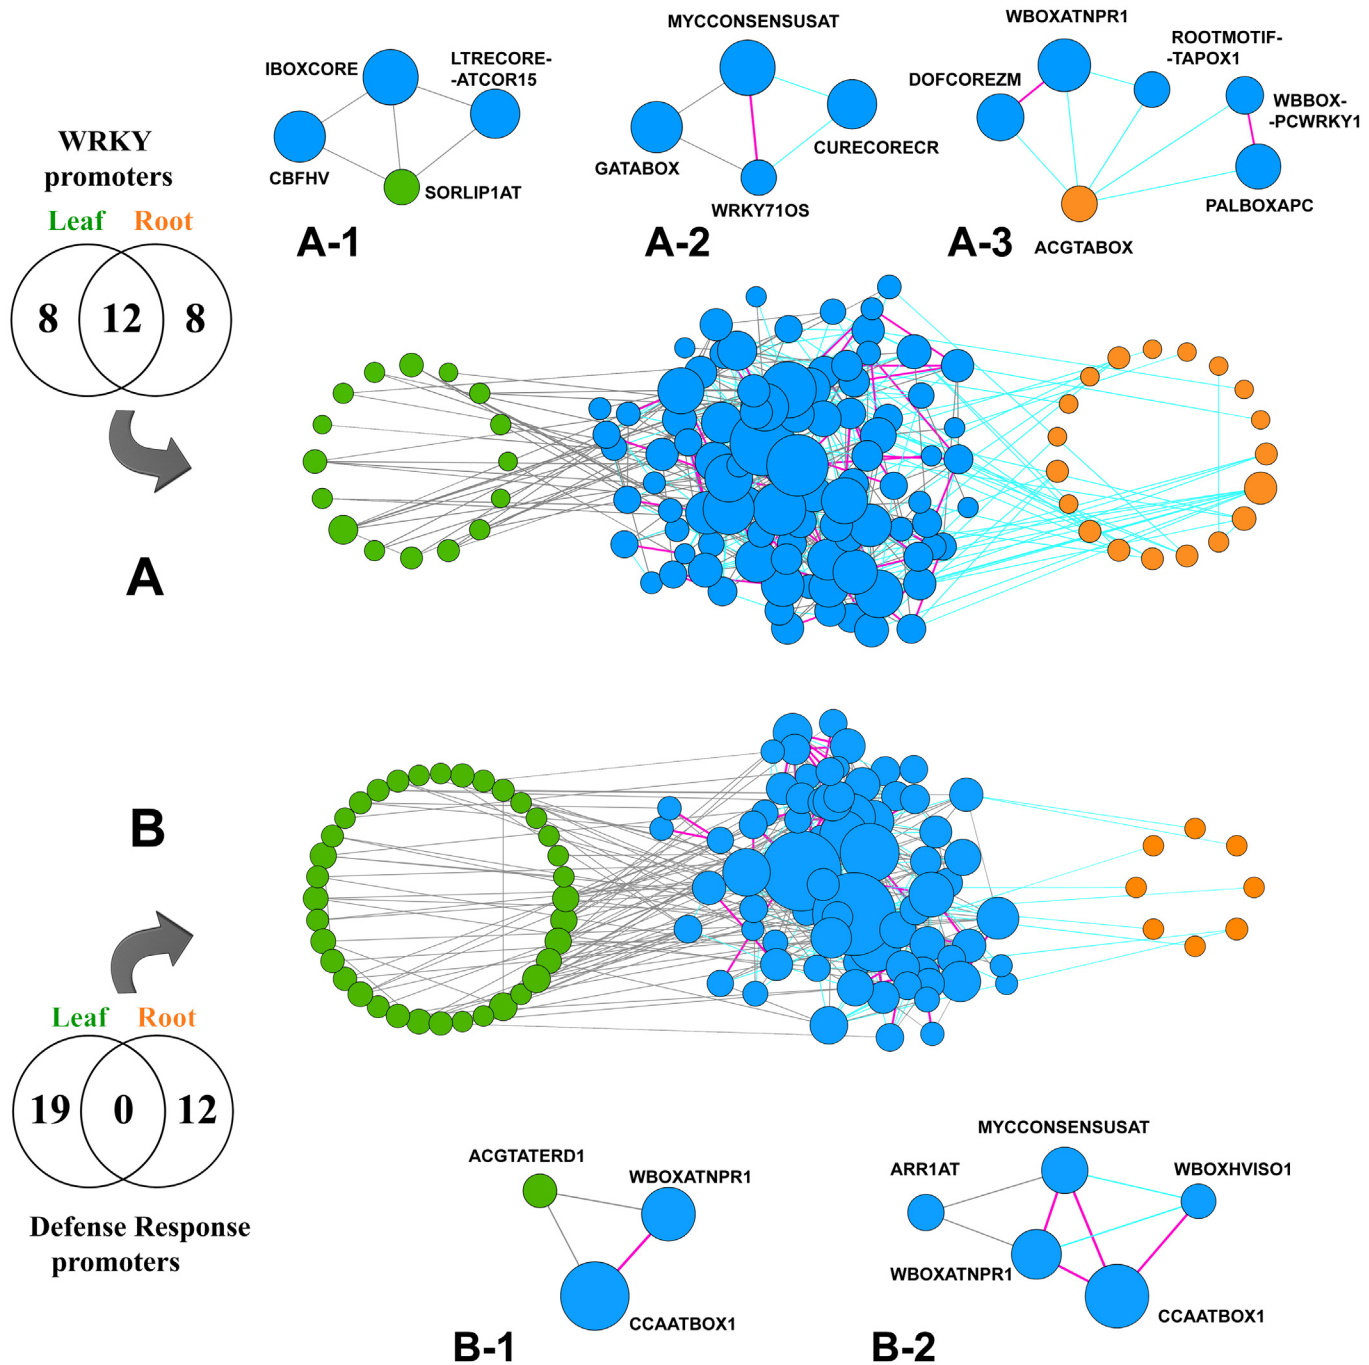 MYCCONSENSUSAT
WBOXATNPR1
ROOTMOTIF-
-TAPOX1
IBOXCORE
LTRECORE-
-ATCOR15
DOFCOREZM
WBBOX-
-PCWRKY1
WRKY
promoters
CBFHV
SORLIP1AT
GATABOX
CURECORECR
WRKY71OS
PALBOXAPC
ACGTABOX
Leaf Root
A-1
A-2
A-3
8 12 8
A
B
Leaf Root
19 0 12
Defense Response
promoters
ACGTATERD1
WBOXATNPR1
CCAATBOX1
B-1
MYCCONSENSUSAT
ARR1AT
WBOXHVISO1
WBOXATNPR1
CCAATBOX1
B-2